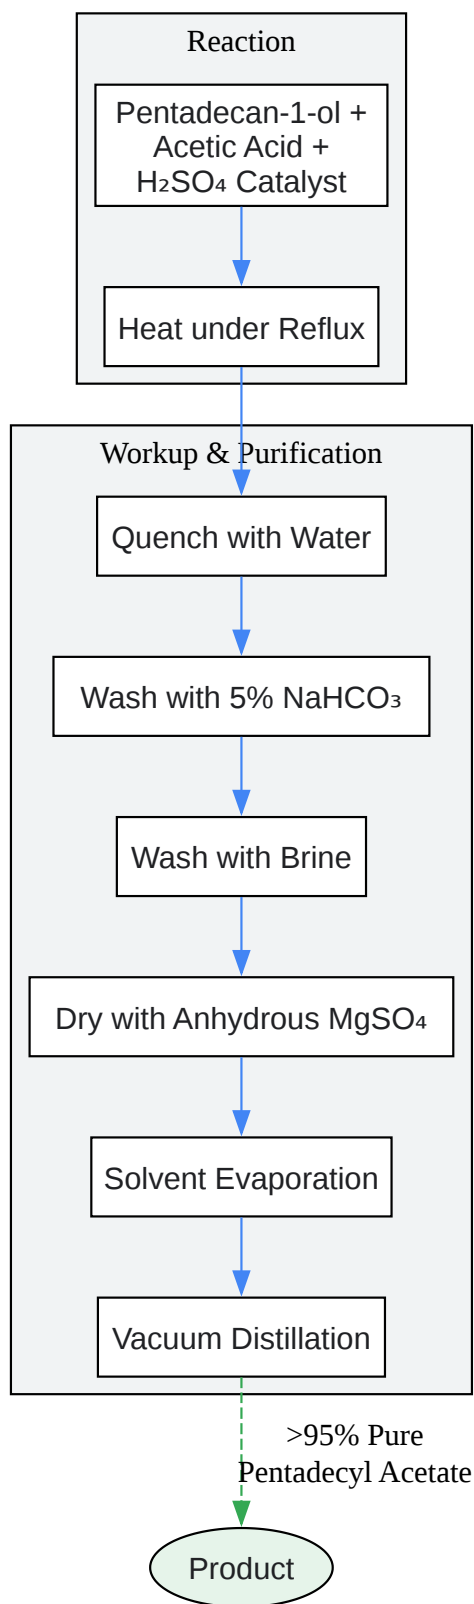 Reaction
Pentadecan-1-ol +
Acetic Acid +
H₂SO₄ Catalyst
Heat under Reflux
Workup & Purification
Quench with Water
Wash with 5% NaHCO₃
Wash with Brine
Dry with Anhydrous MgSO₄
Solvent Evaporation
Vacuum Distillation
>95% Pure
Pentadecyl Acetate
Product